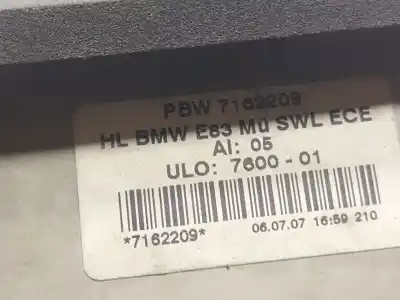 PBW 7162209
HL BMW E83 Mü SWL ECE
AI: 05
ULO: 7600-01
*7162209*
06.07.07 16:59 210